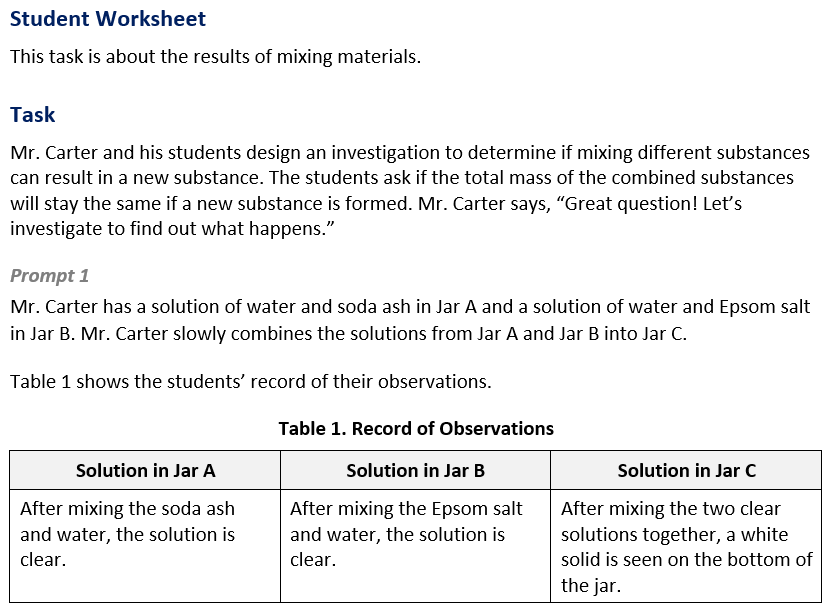 Student Worksheet
This task is about the results of mixing materials.
Task
Mr. Carter and his students design an investigation to determine if mixing different substances
can result in a new substance. The students ask if the total mass of the combined substances
will stay the same if a new substance is formed. Mr. Carter says, “Great question! Let’s
investigate to find out what happens.”
Prompt 1
Mr. Carter has a solution of water and soda ash in Jar A and a solution of water and Epsom salt
in Jar B. Mr. Carter slowly combines the solutions from Jar A and Jar B into Jar C.
Table 1 shows the students’ record of their observations.
Table 1. Record of Observations
Solution in Jar A
Solution in Jar B
Solution in Jar C
After mixing the soda ash
and water, the solution is
clear.
After mixing the Epsom salt
and water, the solution is
clear.
After mixing the two clear
solutions together, a white
solid is seen on the bottom of
the jar.